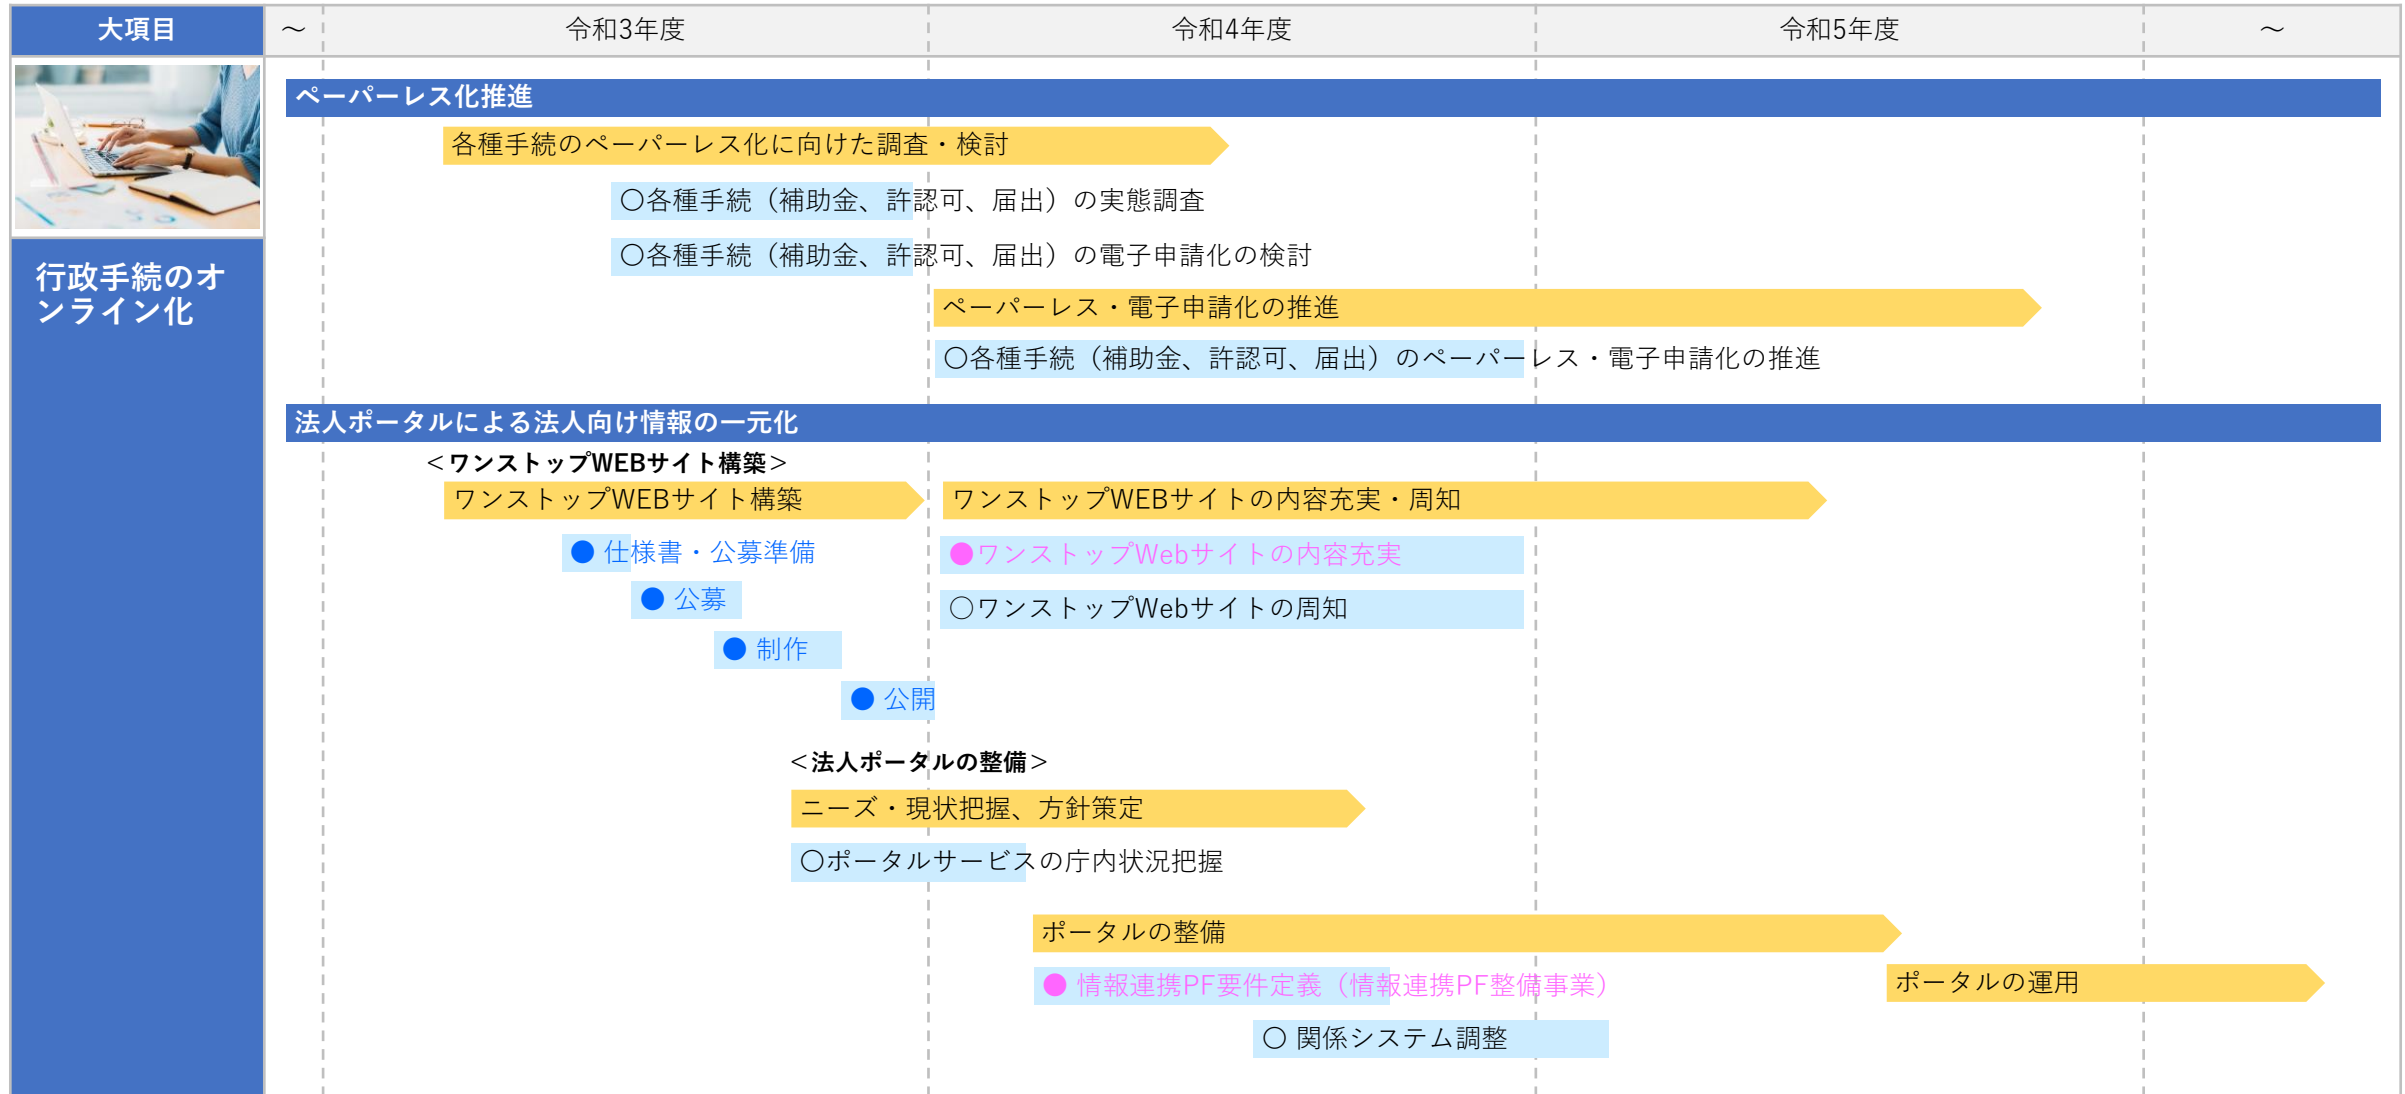 大項目
～
令和3年度
令和4年度
令和5年度
～
行政手続のオ
ンライン化
ペーパーレス化推進
各種手続のペーパーレス化に向けた調査・検討
〇各種手続（補助金、許認可、届出）の実態調査
〇各種手続（補助金、許認可、届出）の電子申請化の検討
ペーパーレス・電子申請化の推進
〇各種手続（補助金、許認可、届出）のペーパーレス・電子申請化の推進
法人ポータルによる法人向け情報の一元化
＜ワンストップWEBサイト構築＞
ワンストップWEBサイト構築
ワンストップWEBサイトの内容充実・周知
● 仕様書・公募準備
●ワンストップWebサイトの内容充実
● 公募
○ワンストップWebサイトの周知
● 制作
● 公開
＜法人ポータルの整備＞
ニーズ・現状把握、方針策定
〇ポータルサービスの庁内状況把握
ポータルの整備
● 情報連携PF要件定義（情報連携PF整備事業）
ポータルの運用
〇 関係システム調整